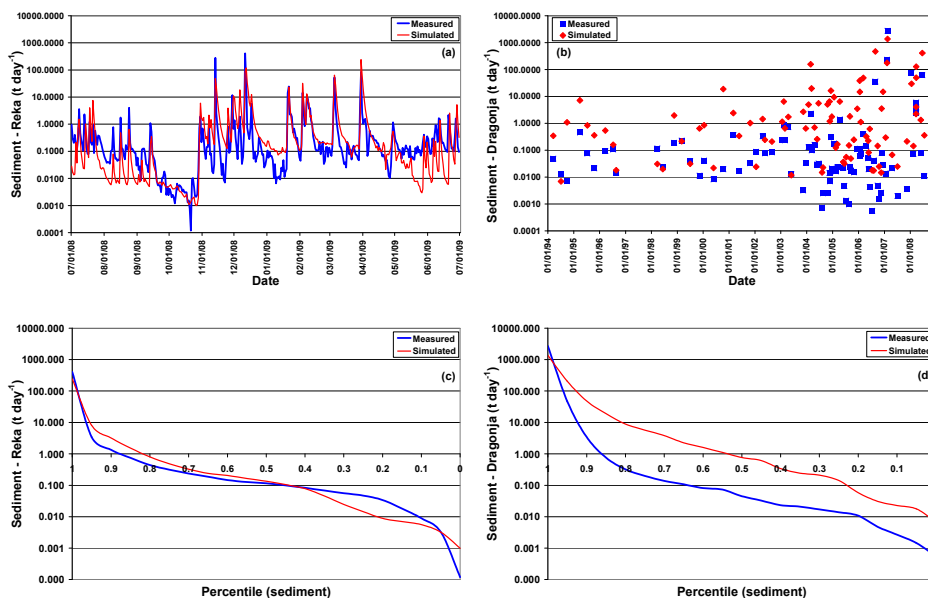 10000.0000
1000.0000
100.0000
10.0000
1.0000
0.1000
0.0100
0.0010
0.0001
Sediment - Reka (t day-1)
Measured
Simulated
(a)
07/01/08
08/01/08
09/01/08
10/01/08
11/01/08
12/01/08
01/01/09
02/01/09
03/01/09
04/01/09
05/01/09
06/01/09
07/01/09
Date
10000.0000
1000.0000
100.0000
10.0000
1.0000
0.1000
0.0100
0.0010
0.0001
Sediment - Dragonja (t day-1)
Measured
Simulated
(b)
01/01/94
01/01/95
01/01/96
01/01/97
01/01/98
01/01/99
01/01/00
01/01/01
01/01/02
01/01/03
01/01/04
01/01/05
01/01/06
01/01/07
01/01/08
Date
10000.000
1000.000
100.000
10.000
1.000
0.100
0.010
0.001
0.000
Sediment - Reka (t day-1)
Measured
Simulated
(c)
1 0.9 0.8 0.7 0.6 0.5 0.4 0.3 0.2 0.1 0
Percentile (sediment)
10000.000
1000.000
100.000
10.000
1.000
0.100
0.010
0.001
0.000
Sediment - Dragonja (t day-1)
Measured
Simulated
(d
1 0.9 0.8 0.7 0.6 0.5 0.4 0.3 0.2 0.1
Percentile (sediment)